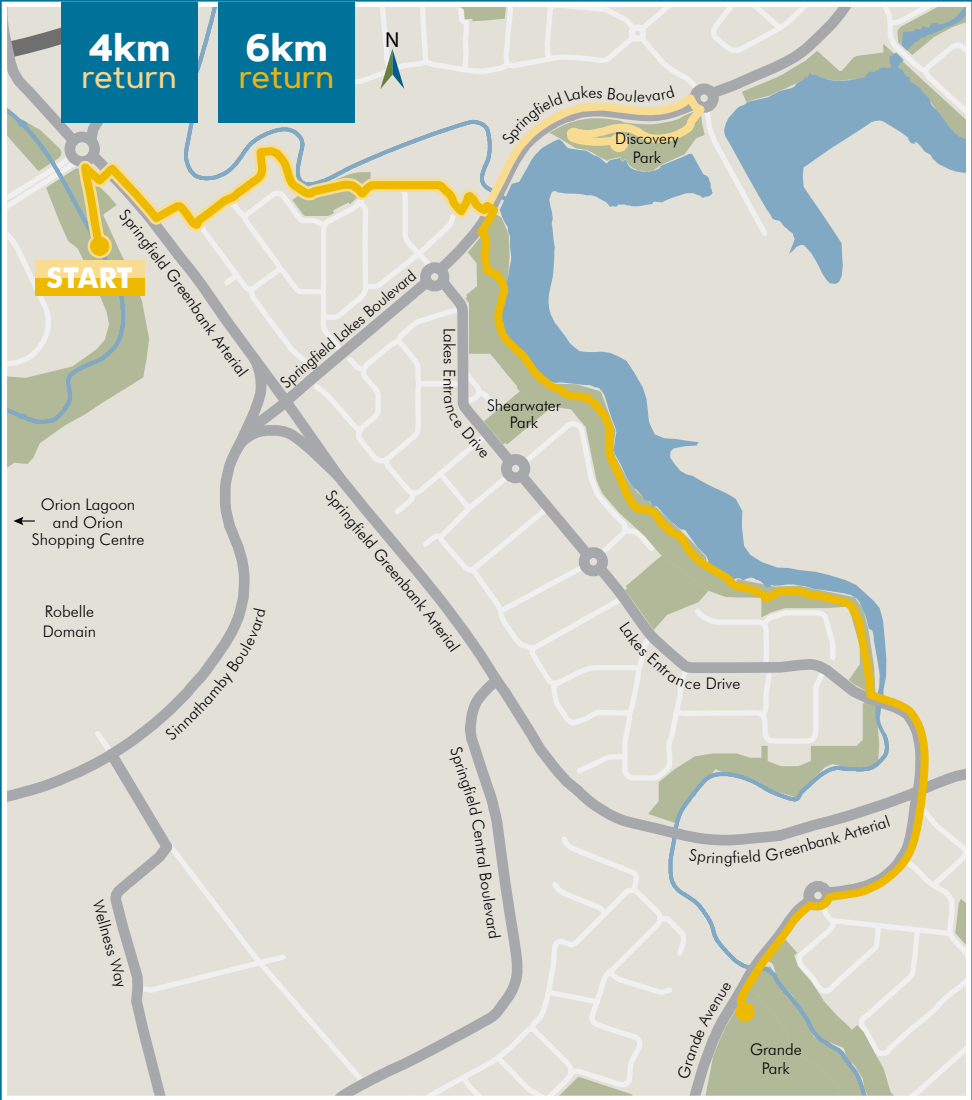 4km
return
6km
return
N
Springfield Lakes Boulevard
Discovery
Park
START
Springfield Greenbank Arterial
Springfield Lakes Boulevard
Lakes Entrance Drive
Shearwater
Park
Orion Lagoon
and Orion
Shopping Centre
Springfield Greenbank Arterial
Robelle
Domain
Sinnathamby Boulevard
Lakes Entrance Drive
Springfield Central Boulevard
Springfield Greenbank Arterial
Wellness Way
Grande Avenue
Grande
Park